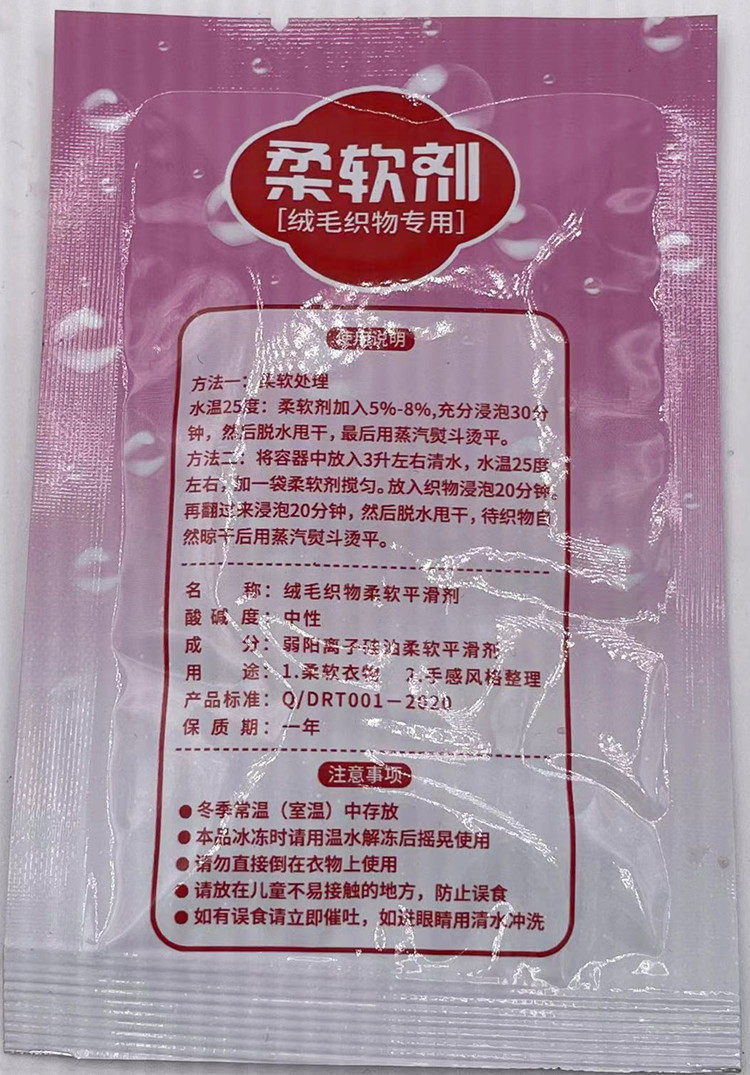 柔软剂
[绒毛织物专用]
使用说明
方法一：柔软处理
水温25度：柔软剂加入5%-8%,充分浸泡30分
钟，然后脱水甩干，最后用蒸汽熨斗烫平。
方法二：将容器中放入3升左右清水，水温25度
左右，加一袋柔软剂搅匀。放入织物浸泡20分钟。
再翻过来浸泡20分钟，然后脱水甩干，待织物自
然晾干后用蒸汽熨斗烫平。
名 称：绒毛织物柔软平滑剂
酸碱度：中性
成 分：弱阳离子硅油柔软平滑剂
用 途：1.柔软衣物 2.手感风格整理
产品标准：Q/DRT001－2020
保质期：一年
注意事项
●冬季常温（室温）中存放
●本品冰冻时请用温水解冻后摇晃使用
●请勿直接倒在衣物上使用
●请放在儿童不易接触的地方，防止误食
●如有误食请立即催吐，如进眼睛用清水冲洗